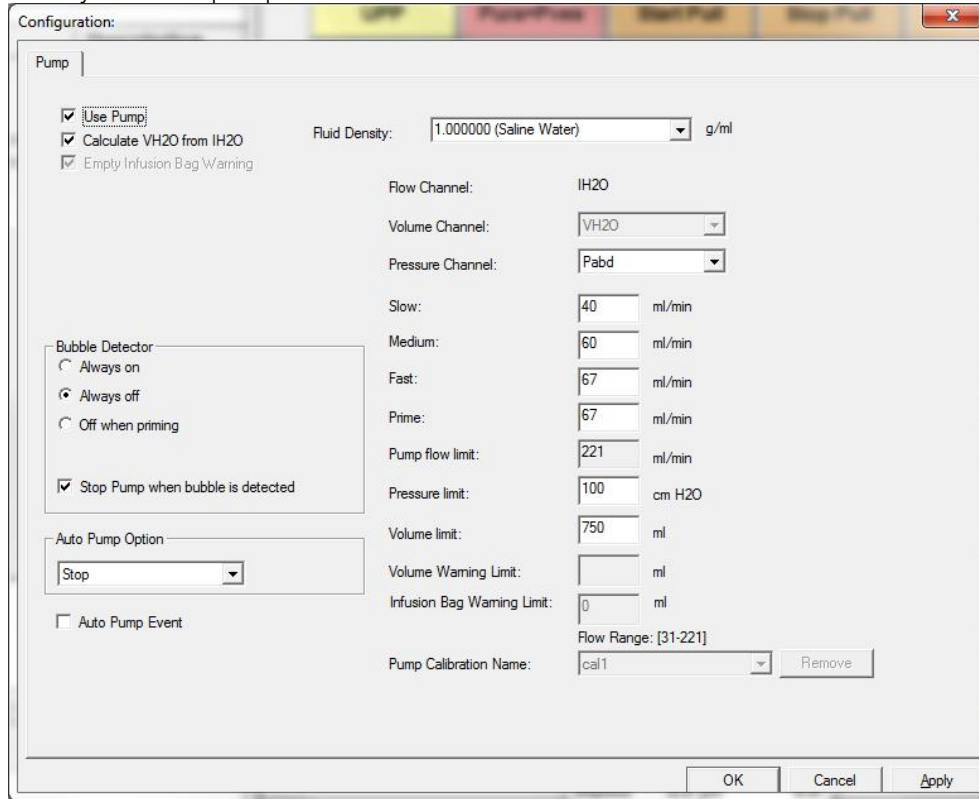 Configuration:
UPP
Start Pull
Stop Pull
Pump
Use Pump
Calculate VH2O from IH2O
Empty Infusion Bag Warning
Fluid Density: 1.000000 (Saline Water) g/ml
Flow Channel: IH2O
Volume Channel: VH2O
Pressure Channel: Pabd
Slow: 40 ml/min
Medium: 60 ml/min
Fast: 67 ml/min
Prime: 67 ml/min
Pump flow limit: 221 ml/min
Pressure limit: 100 cm H2O
Volume limit: 750 ml
Volume Warning Limit: ml
Infusion Bag Warning Limit: 0 ml
Flow Range: [31-221]
Pump Calibration Name: cal1 Remove
Bubble Detector
Always on
Always off
Off when priming
Stop Pump when bubble is detected
Auto Pump Option
Stop
Auto Pump Event
OK Cancel Apply